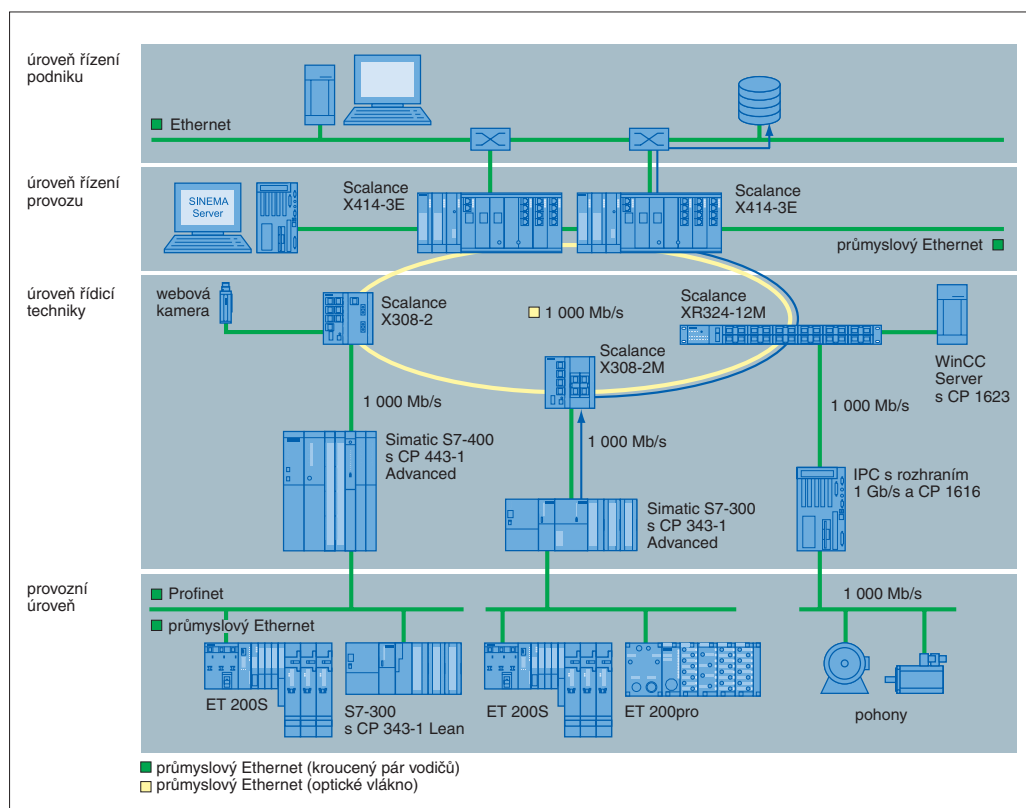 úroveň řízení
podniku
Ethernet
úroveň řízení
provozu
SINEMA
Server
Scalance
X414-3E
Scalance
X414-3E
průmyslový Ethernet
úroveň řídicí
techniky
webová
kamera
Scalance
X308-2
1 000 Mb/s
Scalance
XR324-12M
Scalance
X308-2M
WinCC
Server
s CP 1623
1 000 Mb/s
1 000 Mb/s
1 000 Mb/s
Simatic S7-400
s CP 443-1
Advanced
Simatic S7-300
s CP 343-1
Advanced
IPC s rozhraním
1 Gb/s a CP 1616
provozní
úroveň
Profinet
průmyslový Ethernet
1 000 Mb/s
ET 200S
S7-300
s CP 343-1 Lean
ET 200S
ET 200pro
pohony
průmyslový Ethernet (kroucený pár vodičů)
průmyslový Ethernet (optické vlákno)